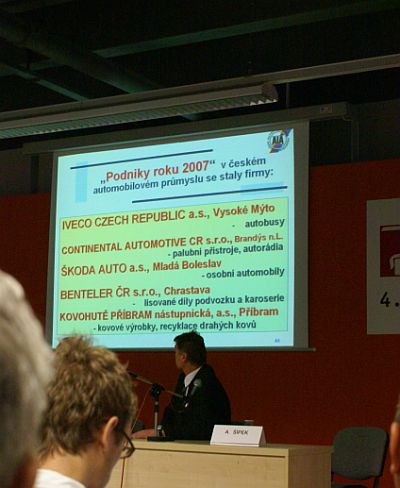 AIA
„Podniky roku 2007“ v českém
automobilovém průmyslu se staly firmy:
IVECO CZECH REPUBLIC a.s., Vysoké Mýto
- autobusy
CONTINENTAL AUTOMOTIVE CR s.r.o., Brandýs n.L.
- palubní přístroje, autorádia
ŠKODA AUTO a.s., Mladá Boleslav
- osobní automobily
BENTELER ČR s.r.o., Chrastava
- lisované díly podvozku a karoserie
KOVOHUTĚ PŘÍBRAM nástupnická, a.s., Příbram
- kovové výrobky, recyklace drahých kovů
4.
A. ŠÍPEK